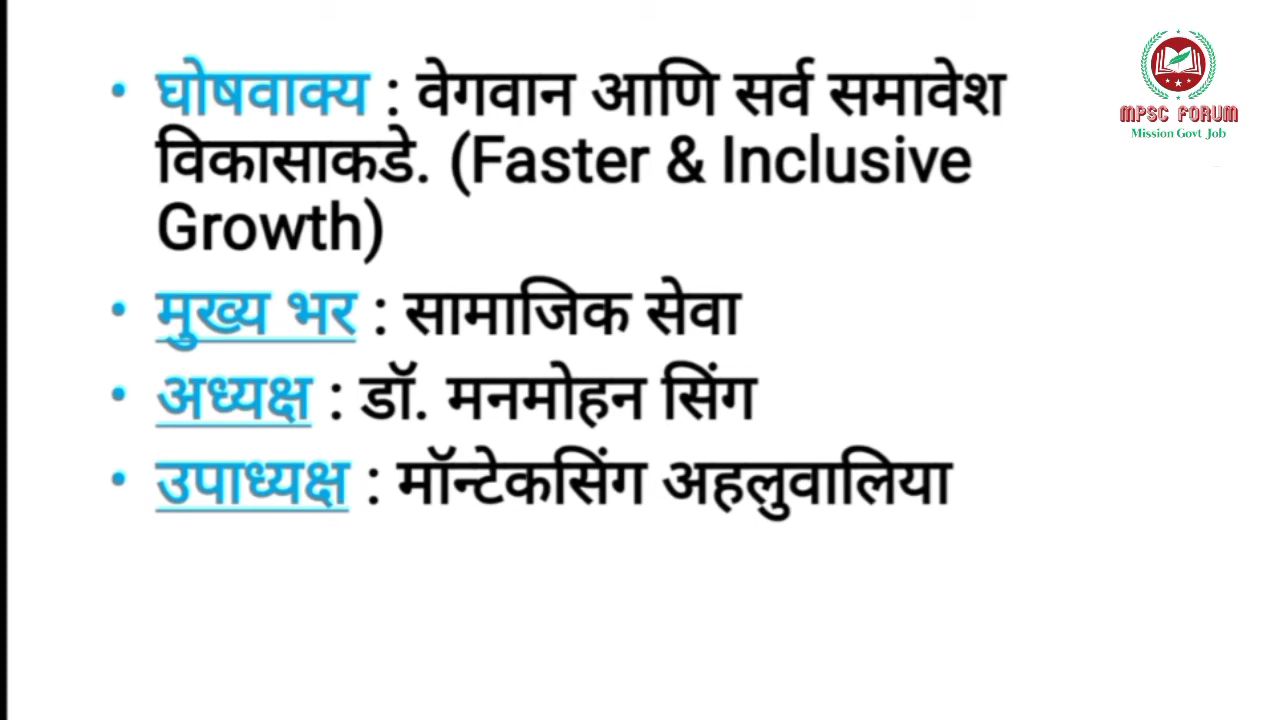 • घोषवाक्य : वेगवान आणि सर्व समावेश
विकासाकडे. (Faster & Inclusive
Growth)
• मुख्य भर : सामाजिक सेवा
• अध्यक्ष : डॉ. मनमोहन सिंग
• उपाध्यक्ष : मॉन्टेकसिंग अहलुवालिया
MPSC FORUM
Mission Govt Job